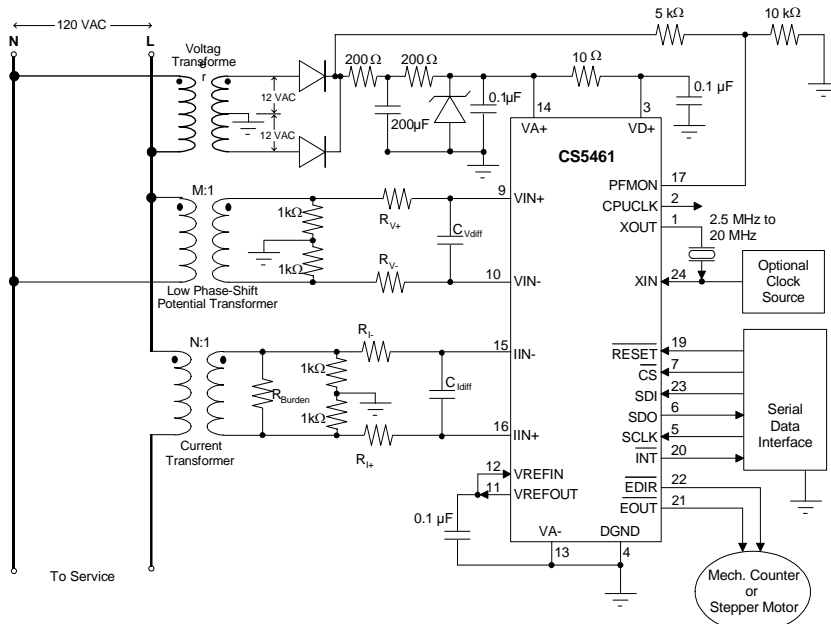 120 VAC
N
L
Voltag
Transforme
er
12 VAC
12 VAC
200Ω
200Ω
200µF
0.1µF
5 kΩ
10 kΩ
10 Ω
0.1 µF
14
VA+
3
VD+
CS5461
17
PFMON
2
CPUCLK
1
XOUT
2.5 MHz to
20 MHz
24
XIN
Optional
Clock
Source
M:1
1kΩ
1kΩ
RV+
RV-
CVdiff
9
VIN+
10
VIN-
Low Phase-Shift
Potential Transformer
N:1
RBurden
1kΩ
1kΩ
RI-
RI+
CIdiff
15
IIN-
16
IIN+
Current
Transformer
12
VREFIN
11
VREFOUT
0.1 µF
VA-
13
DGND
4
RESET
19
CS
7
SDI
23
SDO
6
SCLK
5
INT
20
Serial
Data
Interface
EDIR
22
EOUT
21
Mech. Counter
or
Stepper Motor
To Service